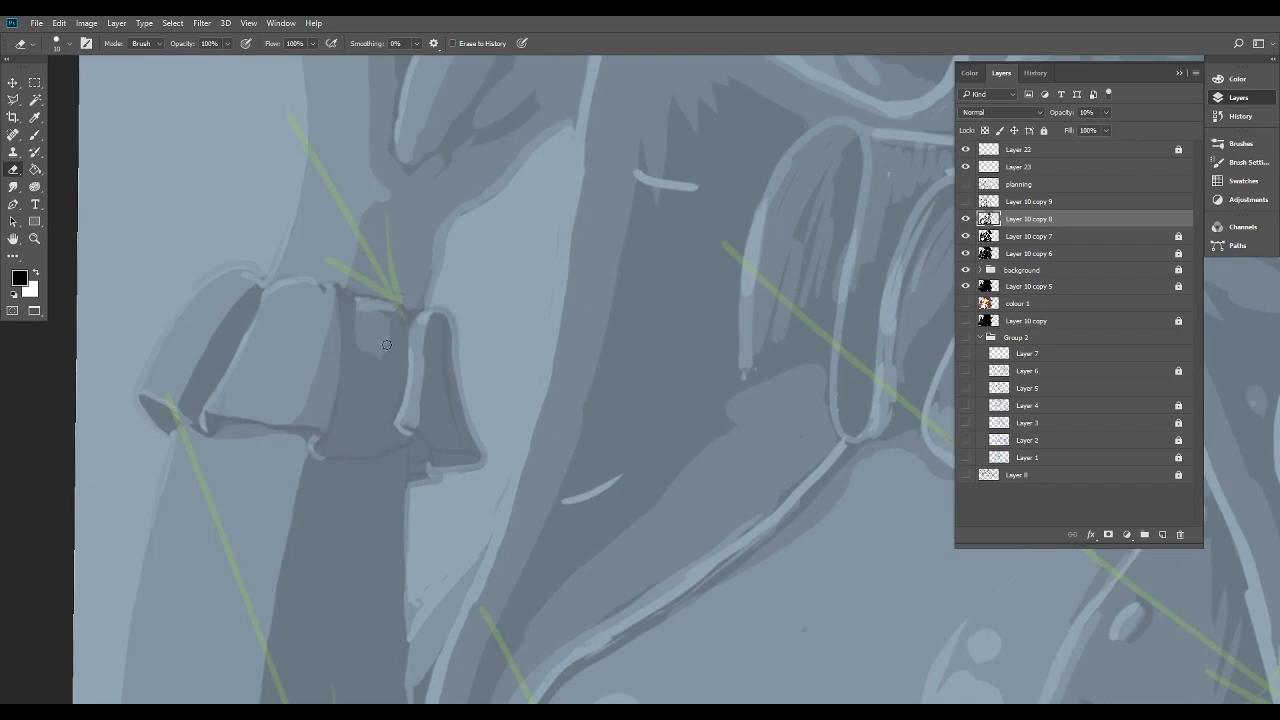 Ps File Edit Image Layer Type Select Filter 3D View Window Help
10 Mode: Brush Opacity: 100% Flow: 100% Smoothing: 0% Erase to History
Color Layers History
Kind
Normal Opacity: 10%
Lock: Fill: 100%
Layer 22
Layer 23
planning
Layer 10 copy 9
Layer 10 copy 8
Layer 10 copy 7
Layer 10 copy 6
background
Layer 10 copy 5
colour 1
Layer 10 copy
Group 2
Layer 7
Layer 6
Layer 5
Layer 4
Layer 3
Layer 2
Layer 1
Layer 8
fx
Color
Layers
History
Brushes
Brush Setti...
Swatches
Adjustments
Channels
Paths